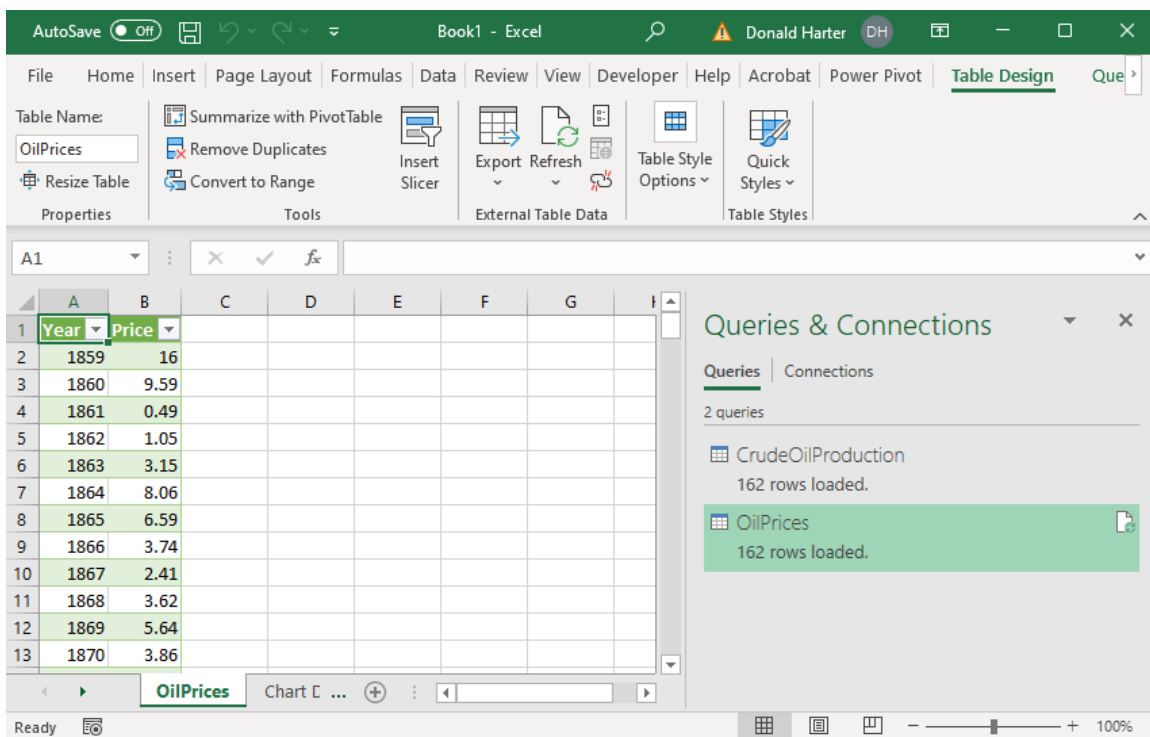 AutoSave Off Book1 - Excel Donald Harter DH
File Home Insert Page Layout Formulas Data Review View Developer Help Acrobat Power Pivot Table Design Que
Table Name:
OilPrices
Resize Table
Properties
Summarize with PivotTable
Remove Duplicates
Convert to Range
Tools
Insert
Slicer
Export Refresh
External Table Data
Table Style
Options
Quick
Styles
Table Styles
A1 fx
A B C D E F G
1 Year Price
2 1859 16
3 1860 9.59
4 1861 0.49
5 1862 1.05
6 1863 3.15
7 1864 8.06
8 1865 6.59
9 1866 3.74
10 1867 2.41
11 1868 3.62
12 1869 5.64
13 1870 3.86
Queries & Connections
Queries Connections
2 queries
CrudeOilProduction
162 rows loaded.
OilPrices
162 rows loaded.
OilPrices Chart ...
Ready 100%